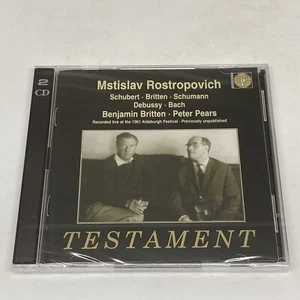 2
CD
Mstislav Rostropovich
Schubert · Britten · Schumann
Debussy · Bach
Benjamin Britten · Peter Pears
Recorded live at the 1961 Aldeburgh Festival · Previously unpublished
TESTAMENT